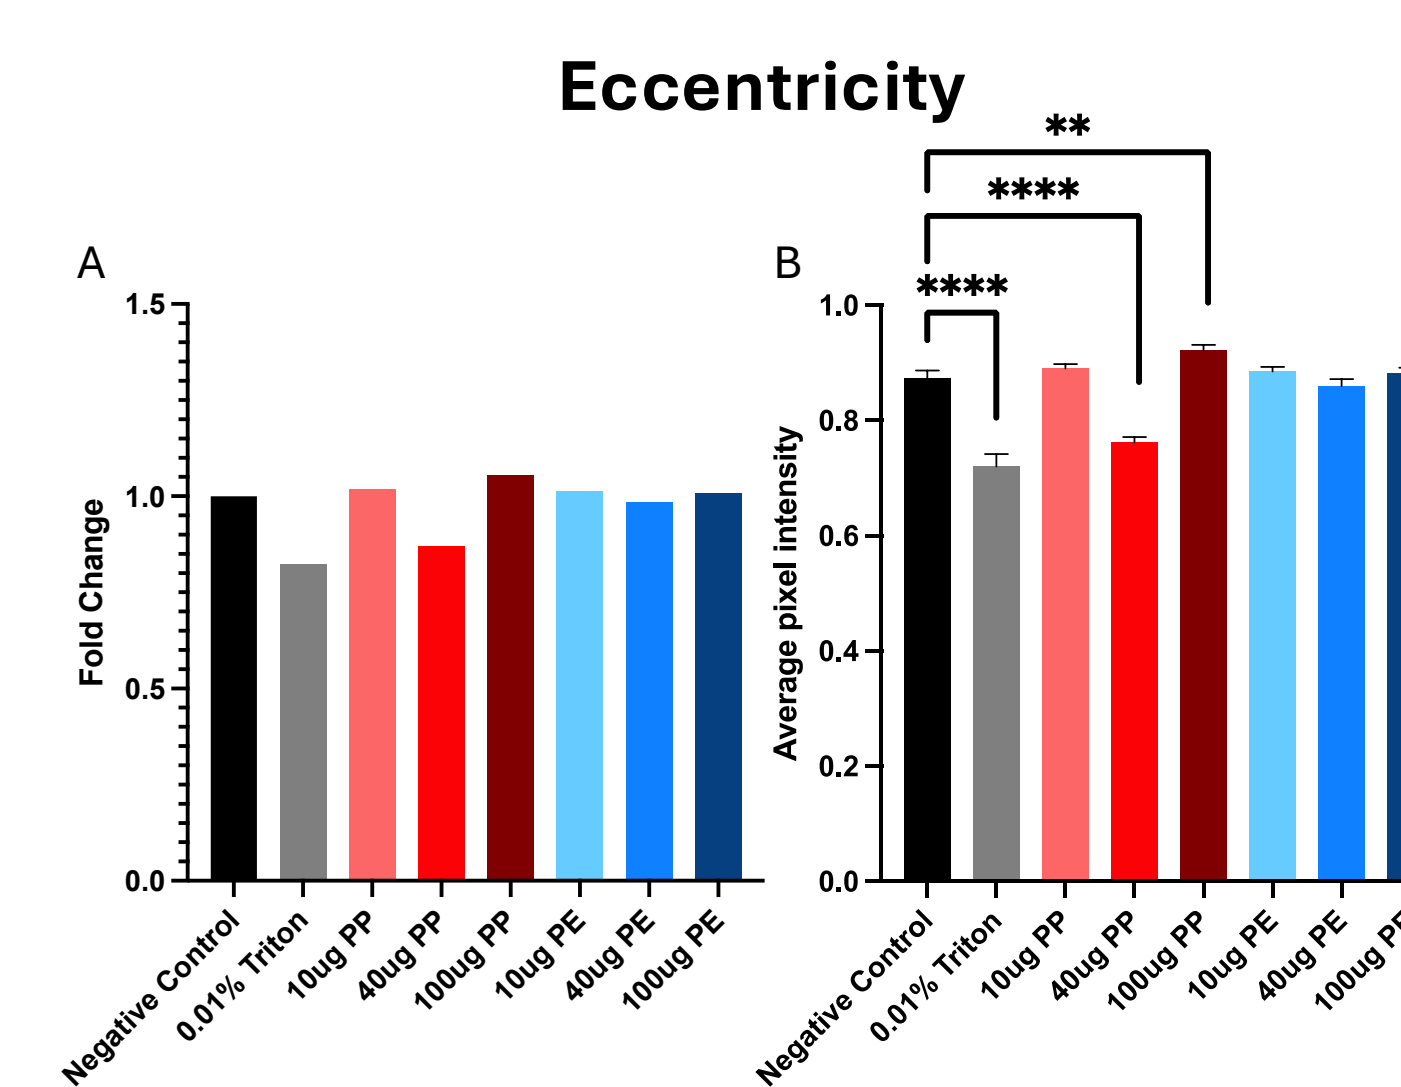 Eccentricity
**
****
****
A
B
1.5
1.0
0.5
0.0
Fold Change
Negative Control
0.01% Triton
10ug PP
40ug PP
100ug PP
10ug PE
40ug PE
100ug PE
1.0
0.8
0.6
0.4
0.2
0.0
Average pixel intensity
Negative Control
0.01% Triton
10ug PP
40ug PP
100ug PP
10ug PE
40ug PE
100ug PE